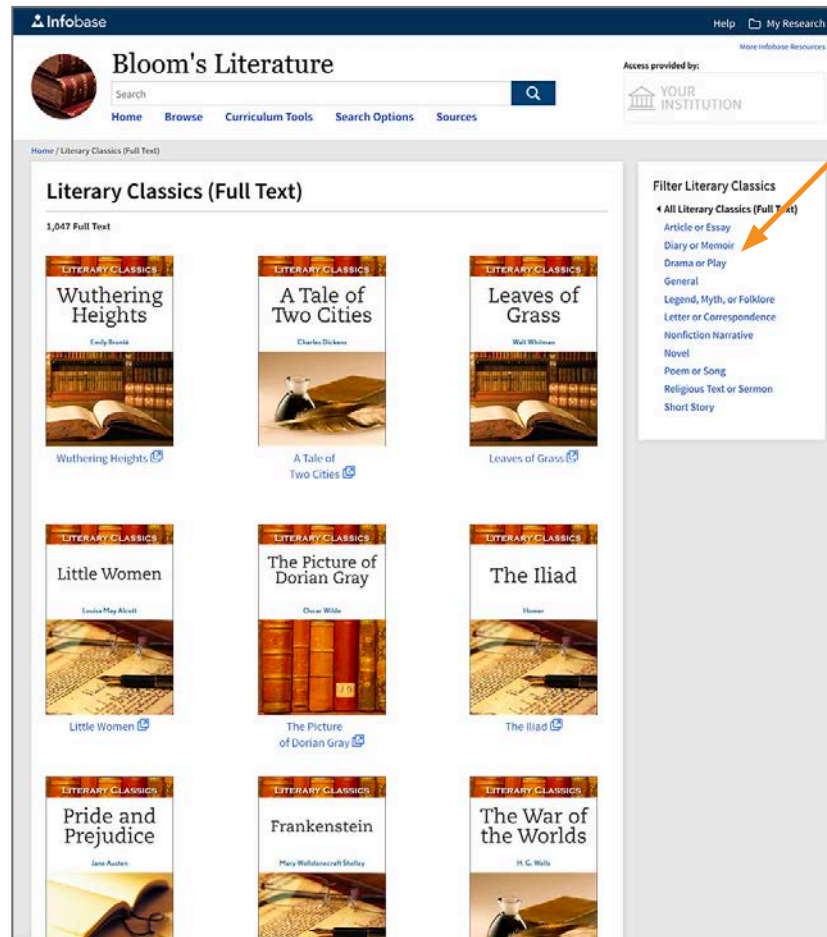 Infobase
Help My Research
More Infobase Resources
Bloom's Literature
Access provided by:
Search
YOUR
INSTITUTION
Home Browse Curriculum Tools Search Options Sources
Home / Literary Classics (Full Text)
Literary Classics (Full Text)
1,047 Full Text
Filter Literary Classics
All Literary Classics (Full Text)
Article or Essay
Diary or Memoir
Drama or Play
General
Legend, Myth, or Folklore
Letter or Correspondence
Nonfiction Narrative
Novel
Poem or Song
Religious Text or Sermon
Short Story
LITERARY CLASSICS
Wuthering
Heights
Emily Brontë
Wuthering Heights
LITERARY CLASSICS
A Tale of
Two Cities
Charles Dickens
A Tale of
Two Cities
LITERARY CLASSICS
Leaves of
Grass
Walt Whitman
Leaves of Grass
LITERARY CLASSICS
Little Women
Louisa May Alcott
Little Women
LITERARY CLASSICS
The Picture of
Dorian Gray
Oscar Wilde
The Picture
of Dorian Gray
LITERARY CLASSICS
The Iliad
Homer
The Iliad
LITERARY CLASSICS
Pride and
Prejudice
Jane Austen
LITERARY CLASSICS
Frankenstein
Mary Wollstonecraft Shelley
LITERARY CLASSICS
The War of
the Worlds
H. G. Wells